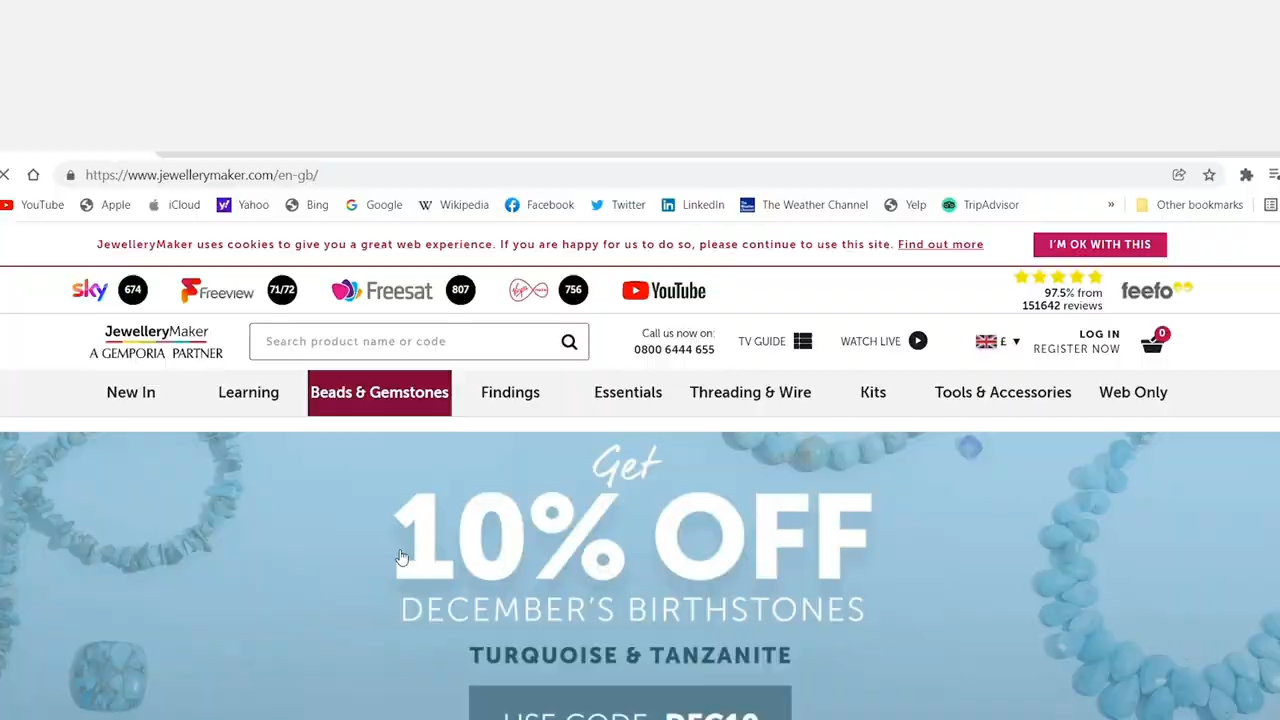 https://www.jewellerymaker.com/en-gb/
YouTube Apple iCloud Yahoo Bing Google Wikipedia Facebook Twitter LinkedIn The Weather Channel Yelp TripAdvisor » Other bookmarks
JewelleryMaker uses cookies to give you a great web experience. If you are happy for us to do so, please continue to use this site. Find out more
I'M OK WITH THIS
sky 674 Freeview 71/72 Freesat 807 Virgin 756 YouTube
97.5% from
151642 reviews
feefo
JewelleryMaker
A GEMPORIA PARTNER
Search product name or code
Call us now on:
0800 6444 655
TV GUIDE
WATCH LIVE
£
LOG IN
REGISTER NOW
0
New In Learning Beads & Gemstones Findings Essentials Threading & Wire Kits Tools & Accessories Web Only
Get
10% OFF
DECEMBER'S BIRTHSTONES
TURQUOISE & TANZANITE
USE CODE DEC10